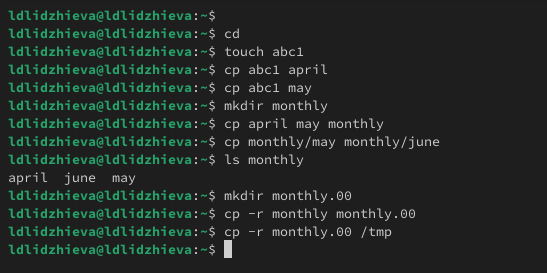 ldlidzhieva@ldlidzhieva:~$
ldlidzhieva@ldlidzhieva:~$ cd
ldlidzhieva@ldlidzhieva:~$ touch abc1
ldlidzhieva@ldlidzhieva:~$ cp abc1 april
ldlidzhieva@ldlidzhieva:~$ cp abc1 may
ldlidzhieva@ldlidzhieva:~$ mkdir monthly
ldlidzhieva@ldlidzhieva:~$ cp april may monthly
ldlidzhieva@ldlidzhieva:~$ cp monthly/may monthly/june
ldlidzhieva@ldlidzhieva:~$ ls monthly
april  june  may
ldlidzhieva@ldlidzhieva:~$ mkdir monthly.00
ldlidzhieva@ldlidzhieva:~$ cp -r monthly monthly.00
ldlidzhieva@ldlidzhieva:~$ cp -r monthly.00 /tmp
ldlidzhieva@ldlidzhieva:~$